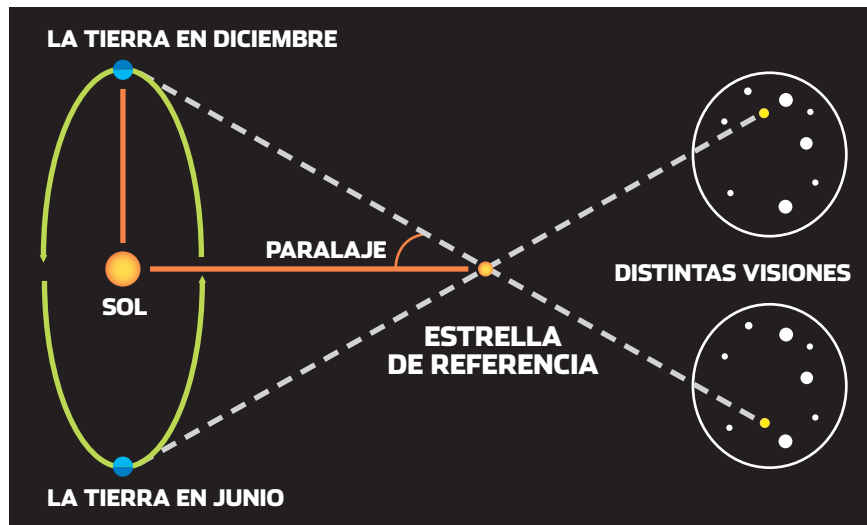 LA TIERRA EN DICIEMBRE
PARALAJE
SOL
DISTINTAS VISIONES
ESTRELLA
DE REFERENCIA
LA TIERRA EN JUNIO